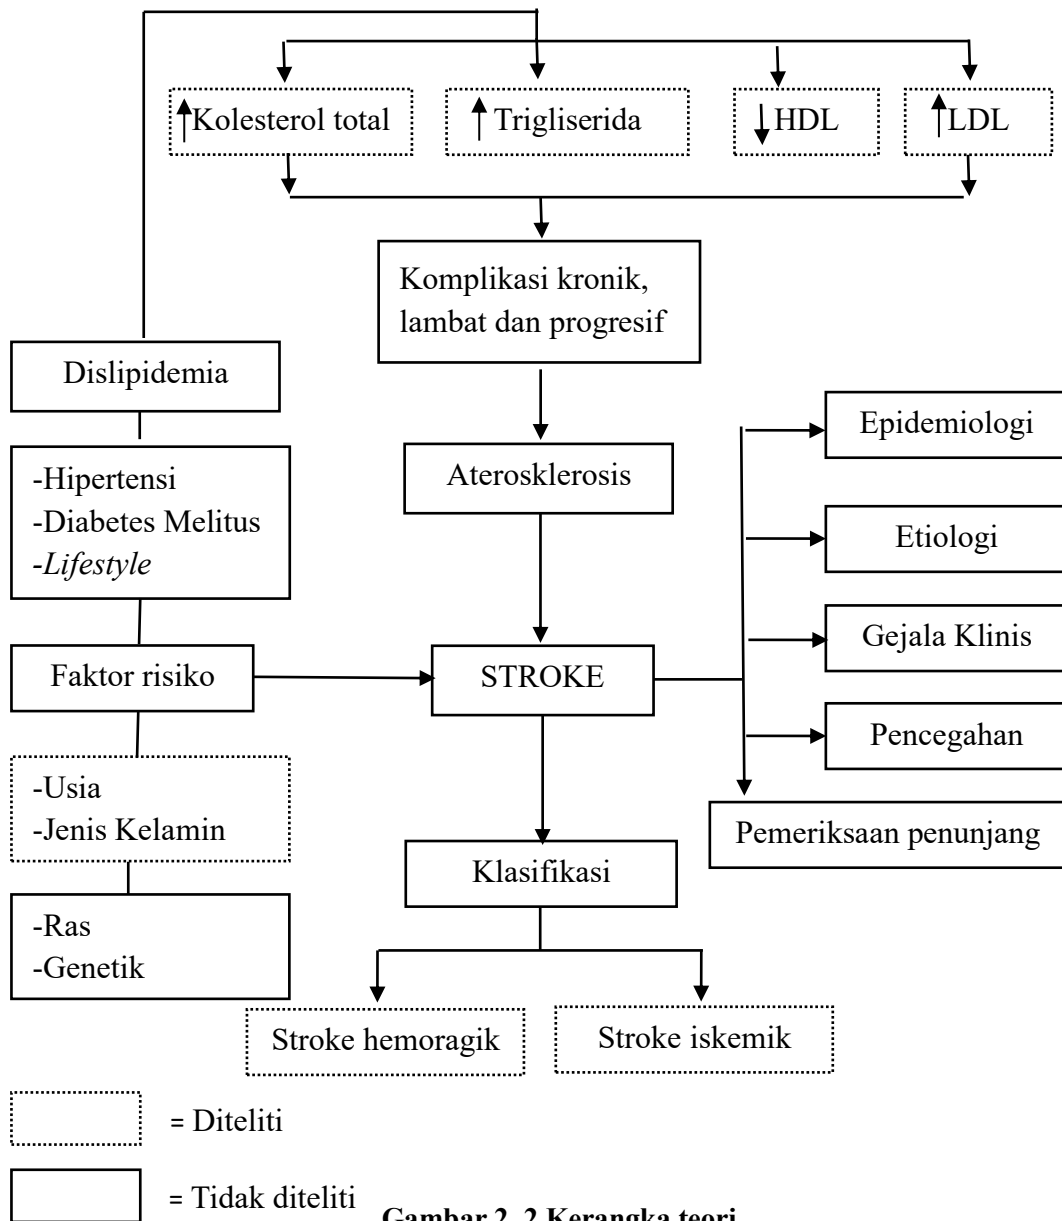 Kolesterol total
Trigliserida
HDL
LDL
Komplikasi kronik,
lambat dan progresif
Dislipidemia
-Hipertensi
-Diabetes Melitus
-Lifestyle
Aterosklerosis
Epidemiologi
Etiologi
Gejala Klinis
Pencegahan
Pemeriksaan penunjang
Faktor risiko
STROKE
-Usia
-Jenis Kelamin
-Ras
-Genetik
Klasifikasi
Stroke hemoragik
Stroke iskemik
= Diteliti
= Tidak diteliti
Gambar 2. 2 Kerangka teori